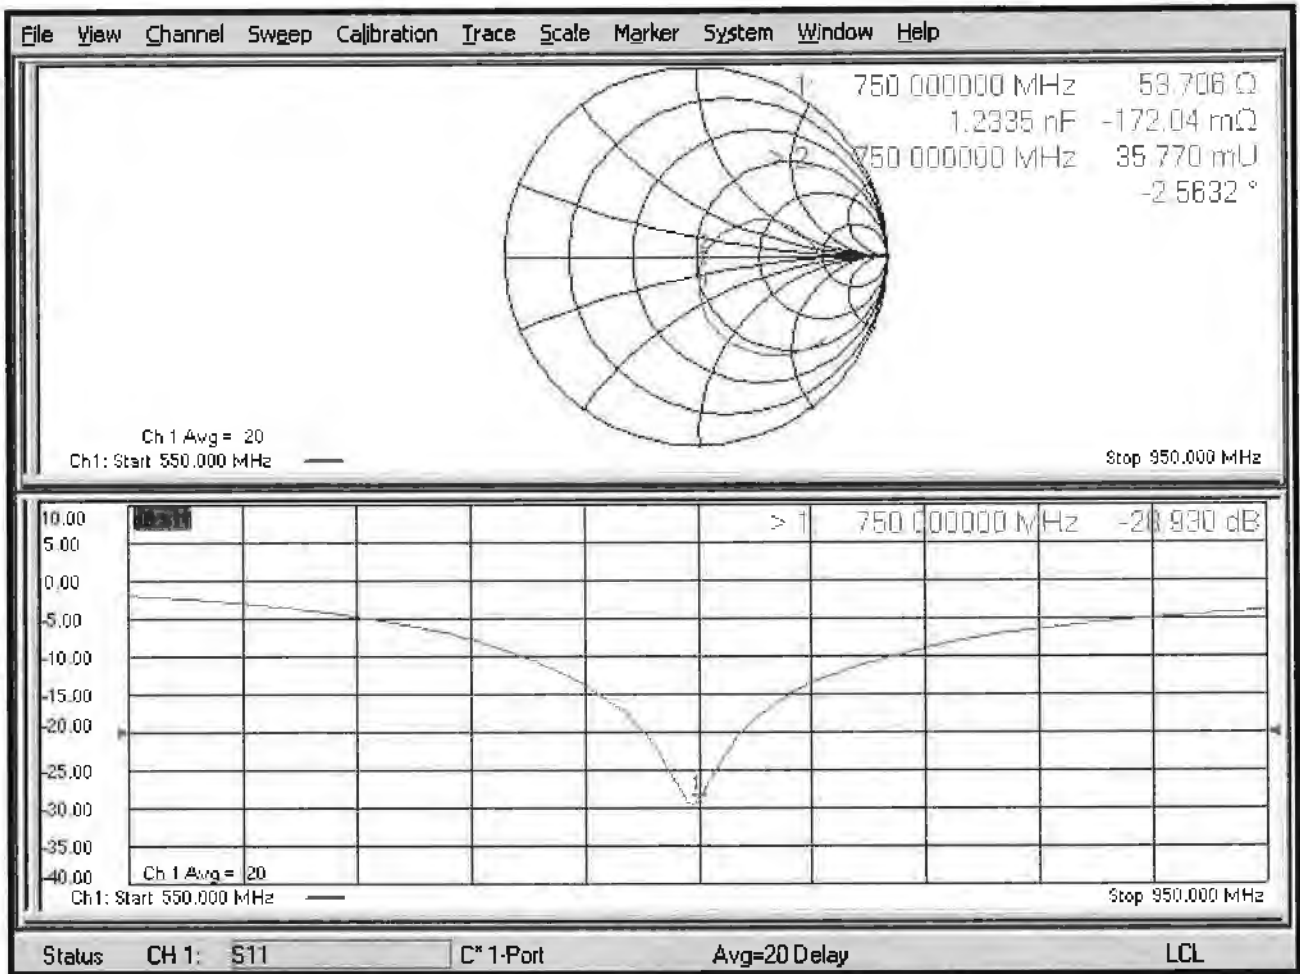 File View Channel Sweep Calibration Trace Scale Marker System Window Help
1: 750.000000 MHz 53.706 Ω
1.2335 nF -172.04 mΩ
> 2: 750.000000 MHz 35.770 mU
-2.5632 °
Ch 1 Avg = 20
Ch1: Start 550.000 MHz
Stop 950.000 MHz
10.00
> 1: 750.000000 MHz -28.930 dB
5.00
0.00
-5.00
-10.00
-15.00
-20.00
-25.00
1
-30.00
-35.00
-40.00
Ch 1 Avg = 20
Ch1: Start 550.000 MHz
Stop 950.000 MHz
Status CH 1: S11 C* 1-Port Avg=20 Delay LCL